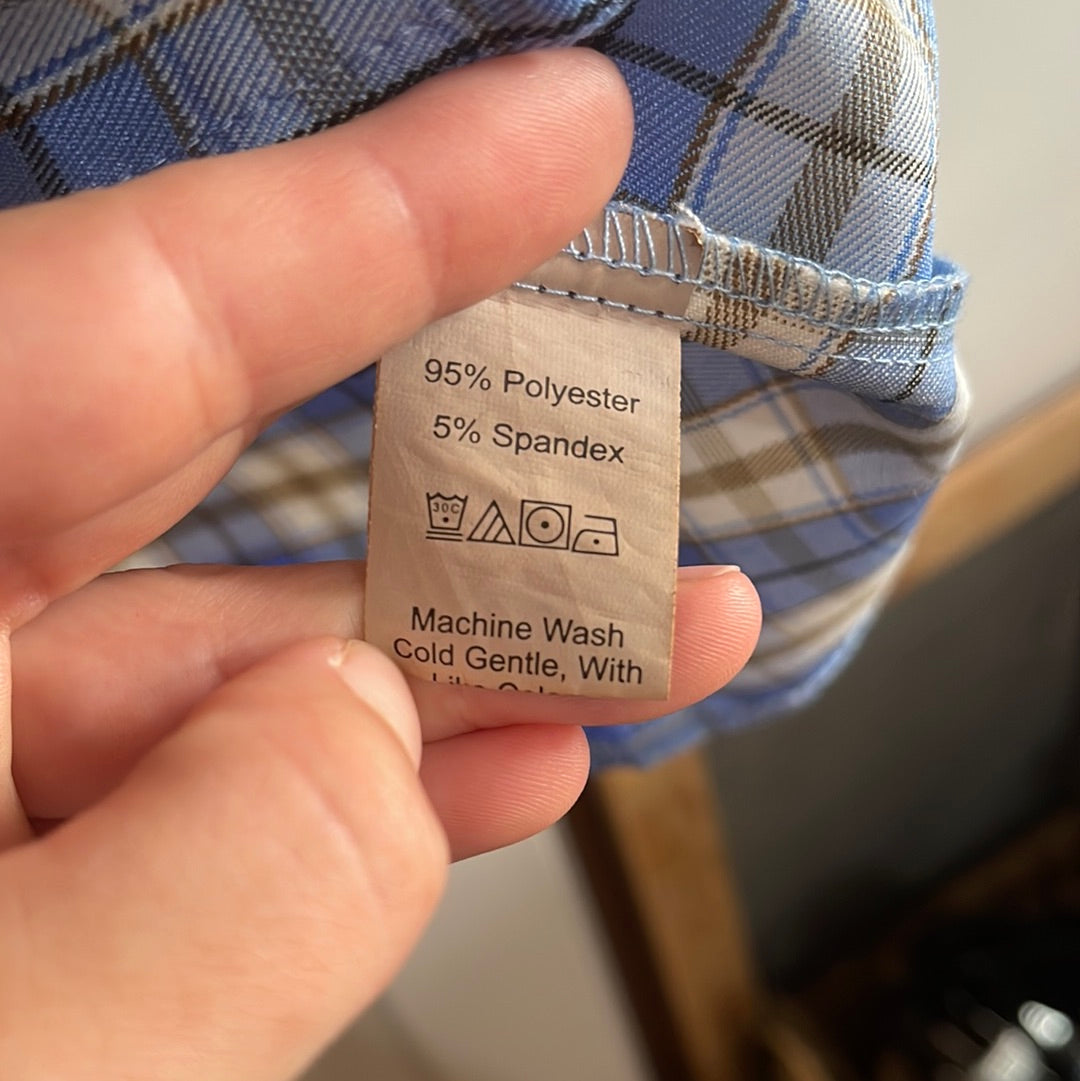 95% Polyester
5% Spandex
30C
Machine Wash
Cold Gentle, With